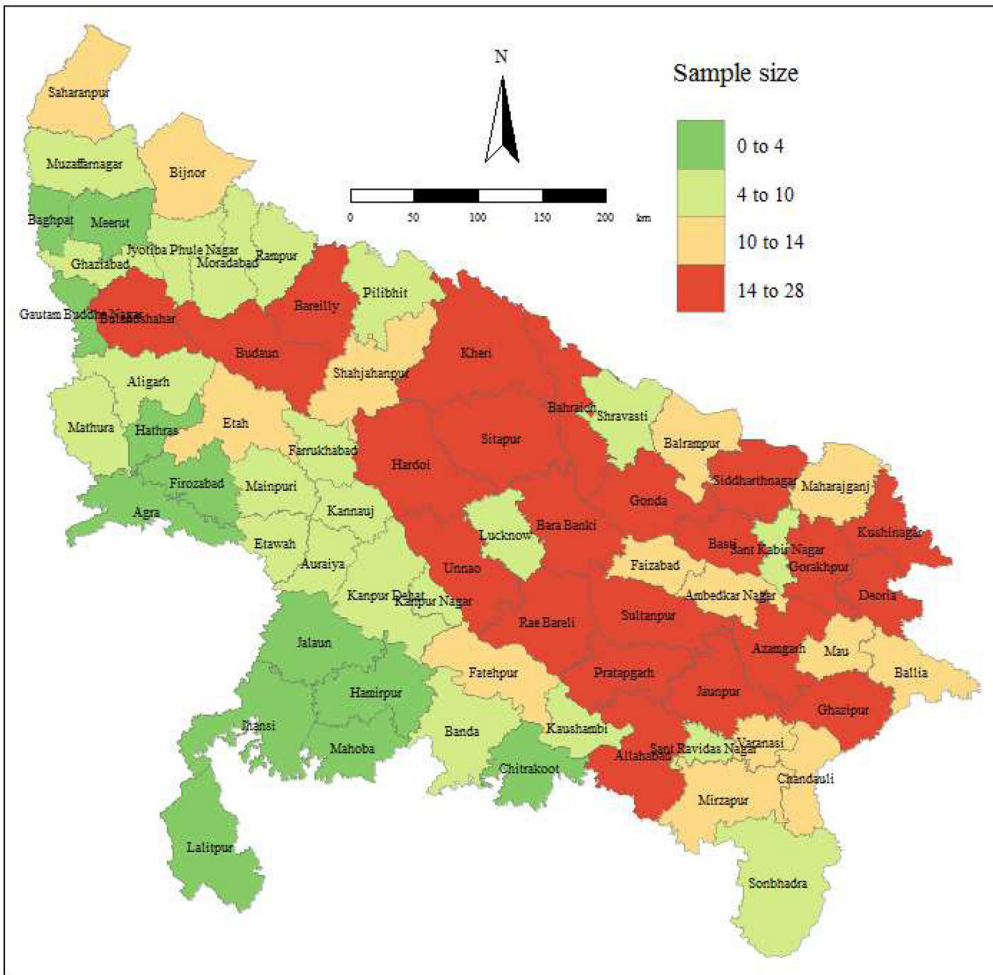 N
Sample size
0 to 4
4 to 10
10 to 14
14 to 28
0 50 100 150 200 km
Saharanpur
Muzaffarnagar
Bijnor
Baghpat
Meerut
Jyotiba Phule Nagar
Ghaziabad
Moradabad
Rampur
Pilibhit
Bareilly
Gautam Buddha Nagar
Bulandshahar
Budaun
Kheri
Shahjahanpur
Aligarh
Bahraich
Shravasti
Mathura
Hathras
Etah
Farrukhabad
Sitapur
Balrampur
Hardoi
Siddharthnagar
Maharajganj
Firozabad
Mainpuri
Gonda
Agra
Kannauj
Bara Banki
Kushinagar
Lucknow
Basti
Sant Kabir Nagar
Etawah
Auraiya
Unnao
Faizabad
Gorakhpur
Kanpur Dehat
Kanpur Nagar
Ambedkar Nagar
Deoria
Sultanpur
Rae Bareli
Azamgarh
Jalaun
Mau
Fatehpur
Pratapgarh
Ballia
Hamirpur
Jaunpur
Ghazipur
Jhansi
Banda
Kaushambi
Mahoba
Sant Ravidas Nagar
Varanasi
Allahabad
Chitrakoot
Chandauli
Mirzapur
Lalitpur
Sonbhadra